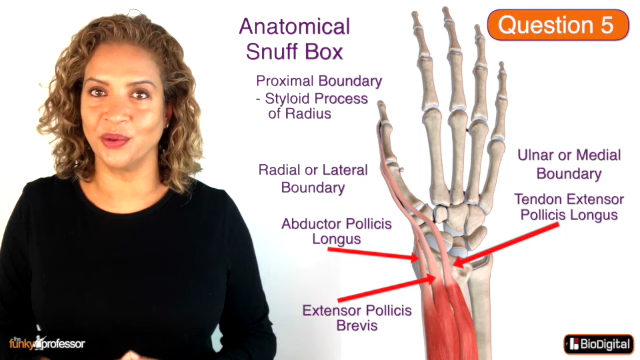 Anatomical
Snuff Box
Question 5
Proximal Boundary
- Styloid Process
of Radius
Radial or Lateral
Boundary
Ulnar or Medial
Boundary
Tendon Extensor
Pollicis Longus
Abductor Pollicis
Longus
Extensor Pollicis
Brevis
the funky professor
BioDigital